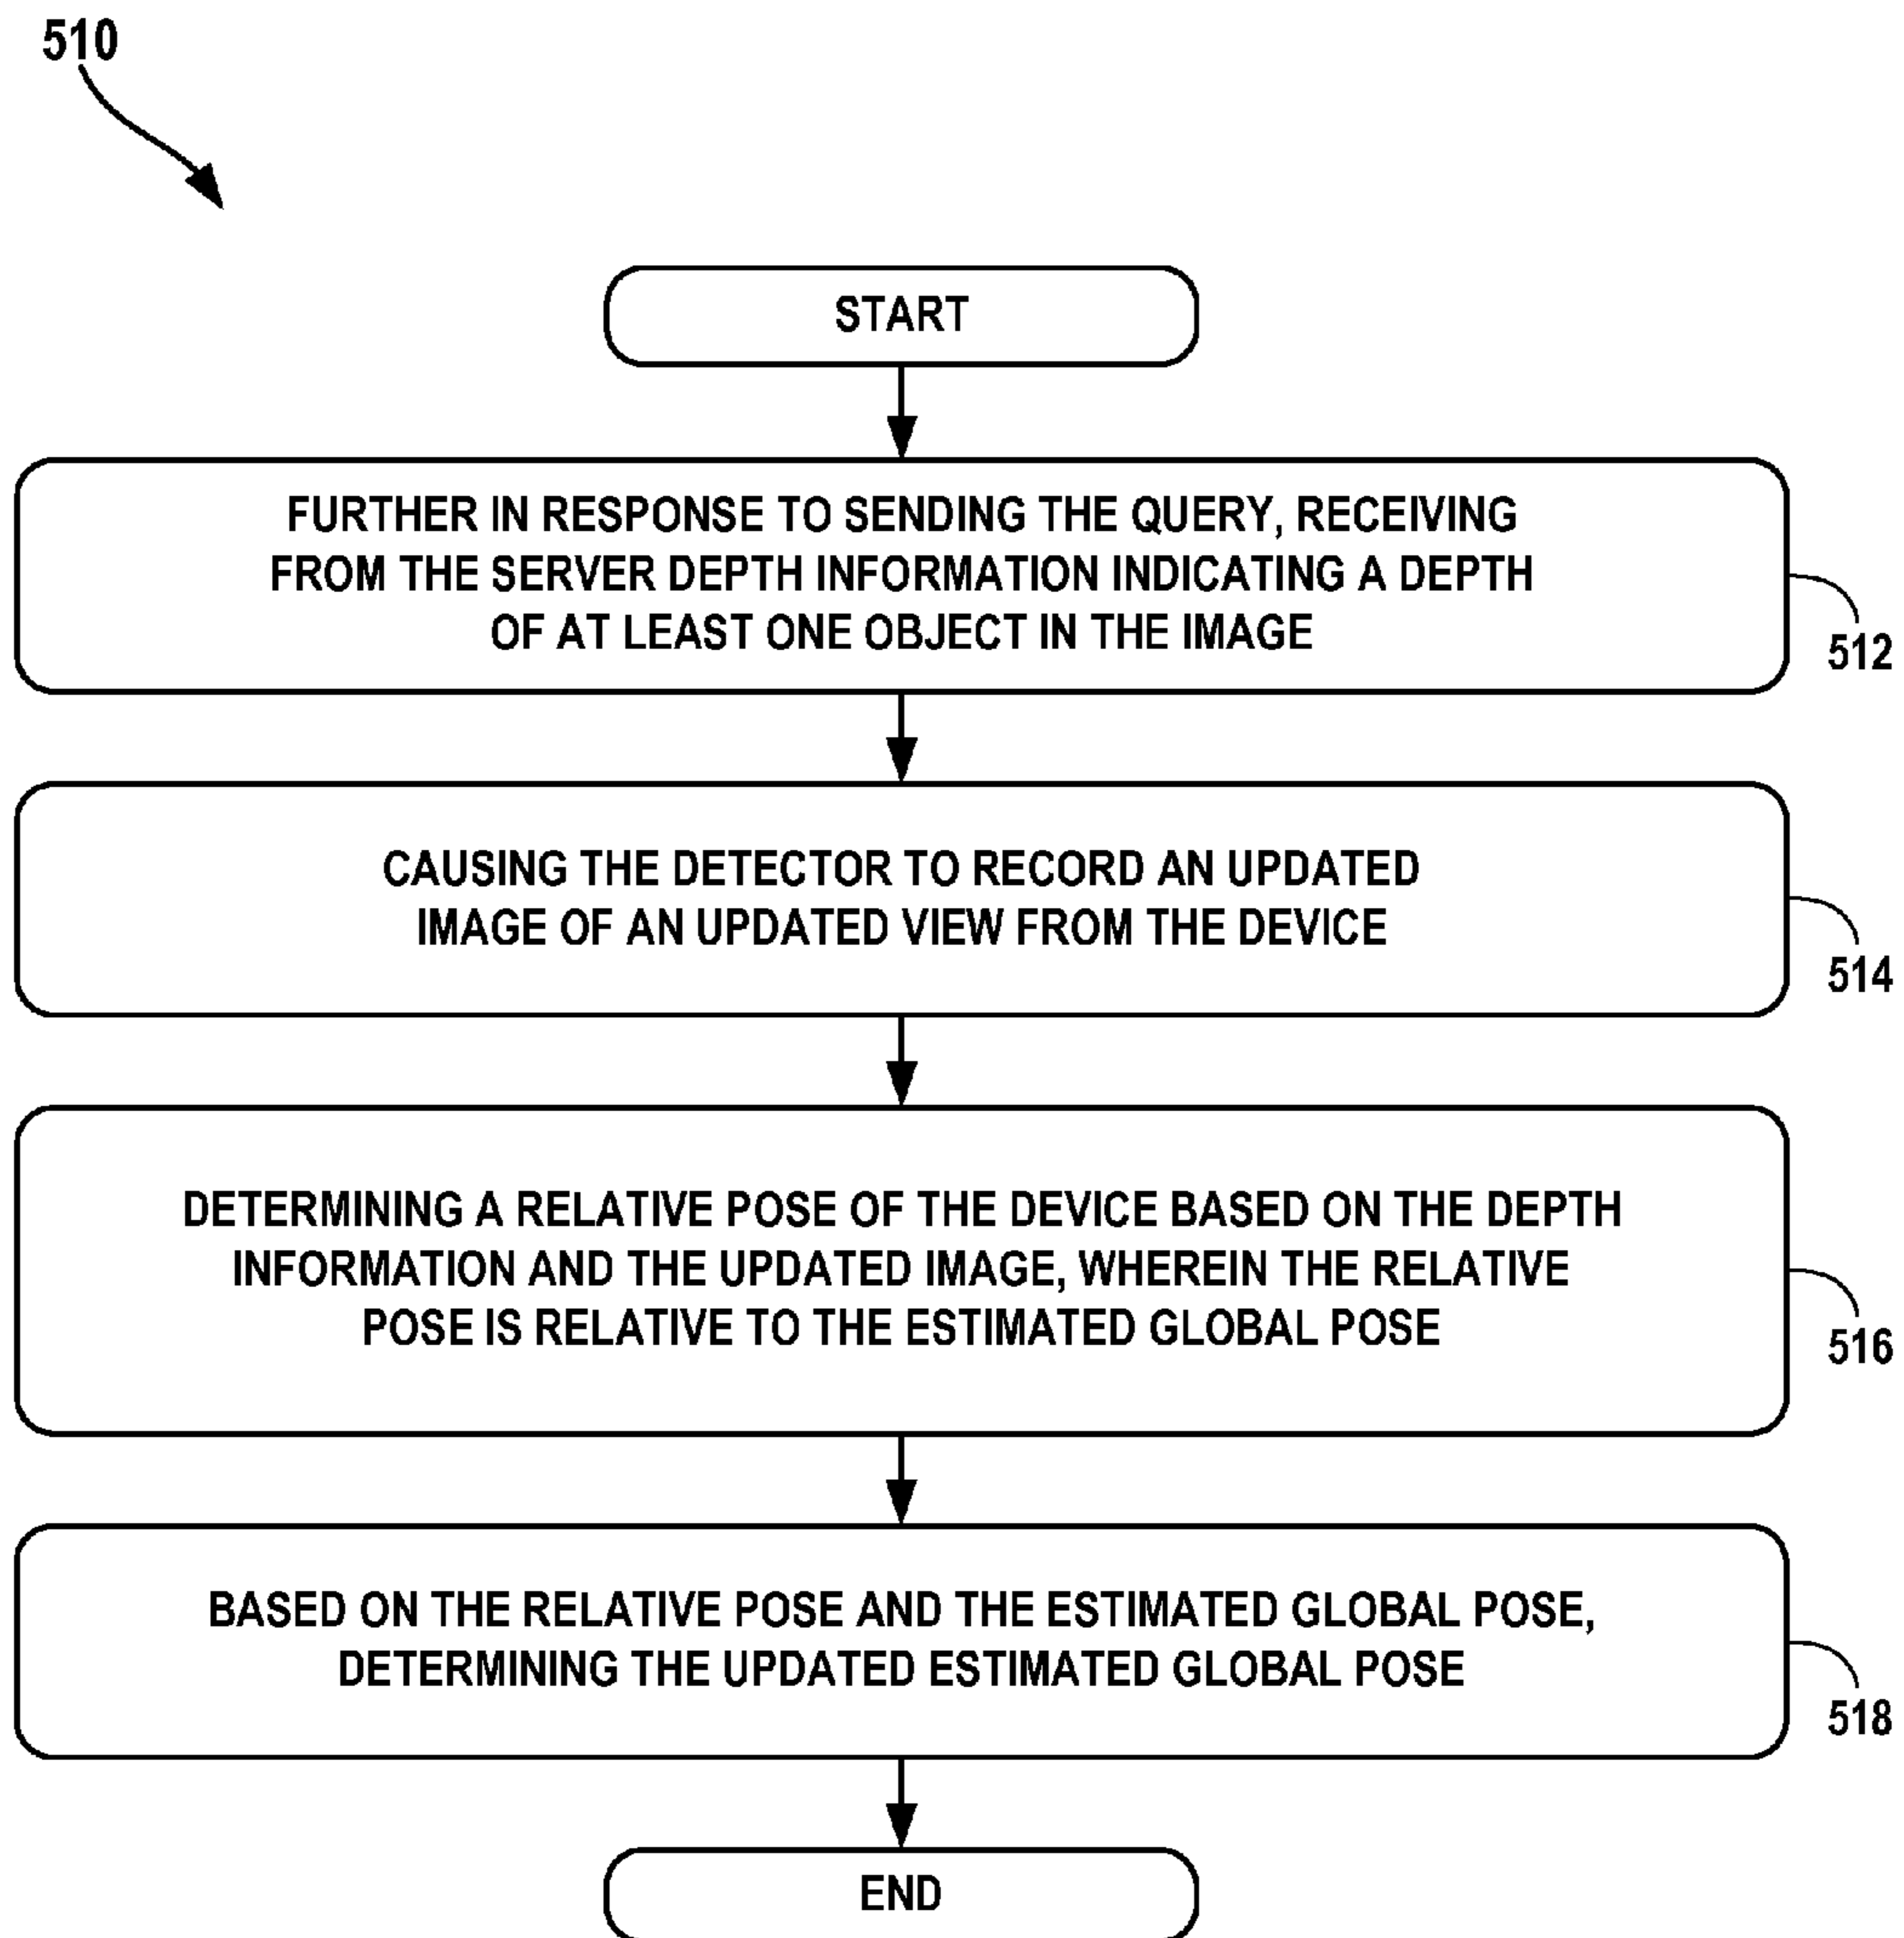 510
START
FURTHER IN RESPONSE TO SENDING THE QUERY, RECEIVING
FROM THE SERVER DEPTH INFORMATION INDICATING A DEPTH
OF AT LEAST ONE OBJECT IN THE IMAGE
512
CAUSING THE DETECTOR TO RECORD AN UPDATED
IMAGE OF AN UPDATED VIEW FROM THE DEVICE
514
DETERMINING A RELATIVE POSE OF THE DEVICE BASED ON THE DEPTH
INFORMATION AND THE UPDATED IMAGE, WHEREIN THE RELATIVE
POSE IS RELATIVE TO THE ESTIMATED GLOBAL POSE
516
BASED ON THE RELATIVE POSE AND THE ESTIMATED GLOBAL POSE,
DETERMINING THE UPDATED ESTIMATED GLOBAL POSE
518
END